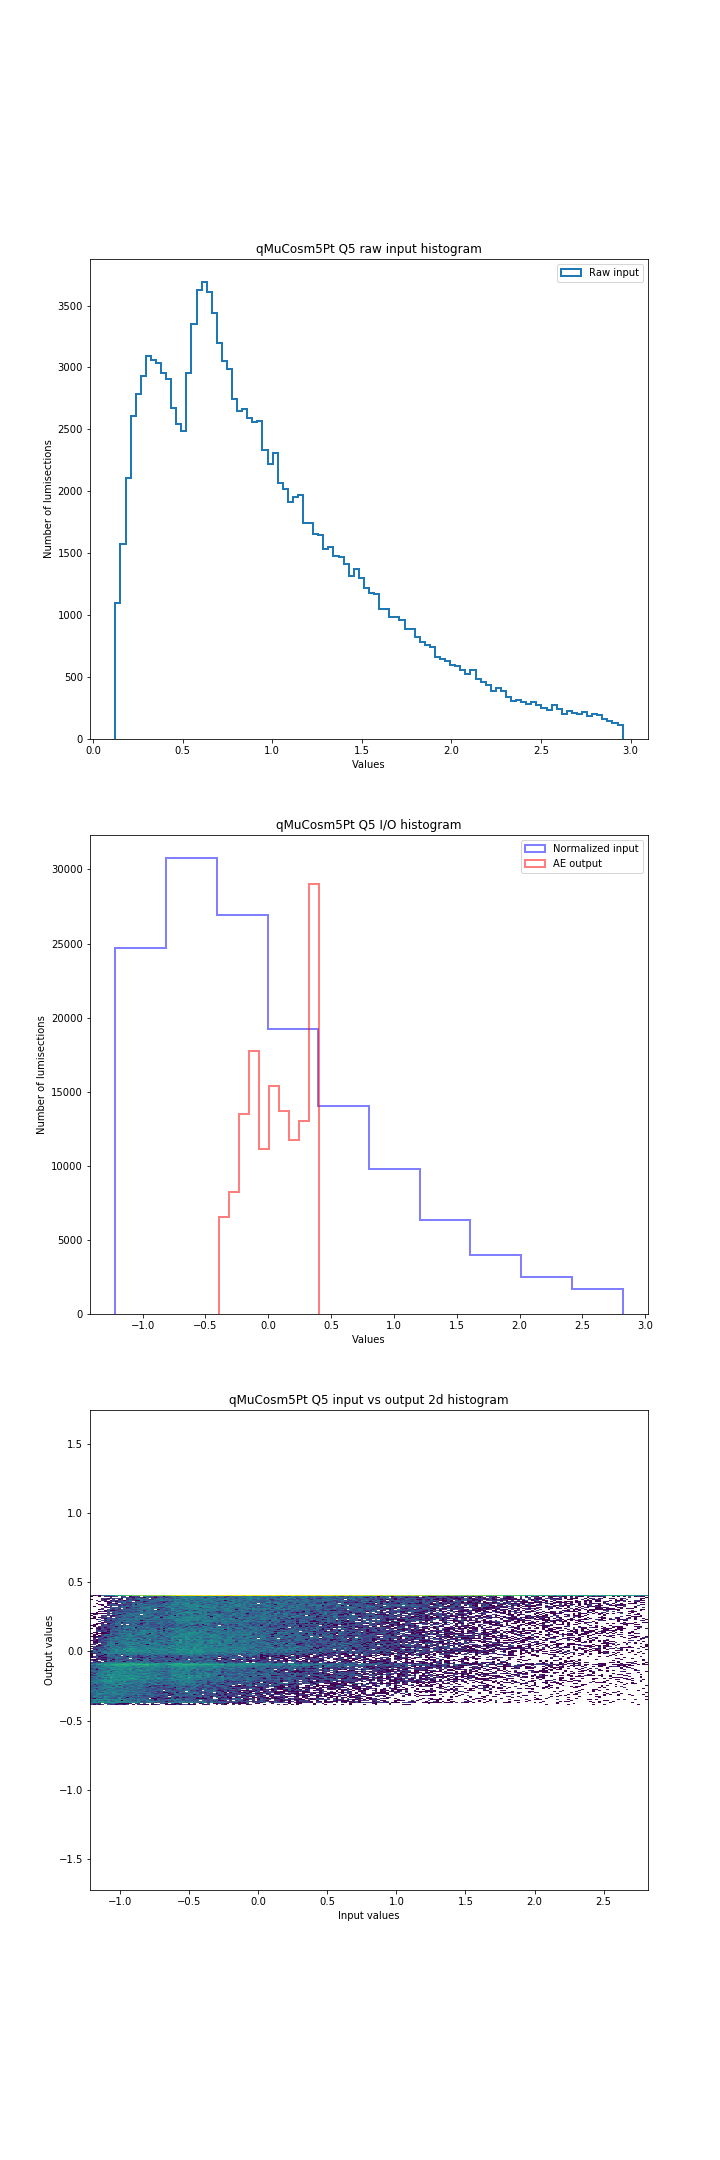 qMuCosm5Pt Q5 raw input histogram
Raw input
3500
3000
2500
2000
1500
1000
500
0
Number of lumisections
0.0 0.5 1.0 1.5 2.0 2.5 3.0
Values
qMuCosm5Pt Q5 I/O histogram
Normalized input
AE output
30000
25000
20000
15000
10000
5000
0
Number of lumisections
−1.0 −0.5 0.0 0.5 1.0 1.5 2.0 2.5 3.0
Values
qMuCosm5Pt Q5 input vs output 2d histogram
1.5
1.0
0.5
0.0
−0.5
−1.0
−1.5
Output values
−1.0 −0.5 0.0 0.5 1.0 1.5 2.0 2.5
Input values